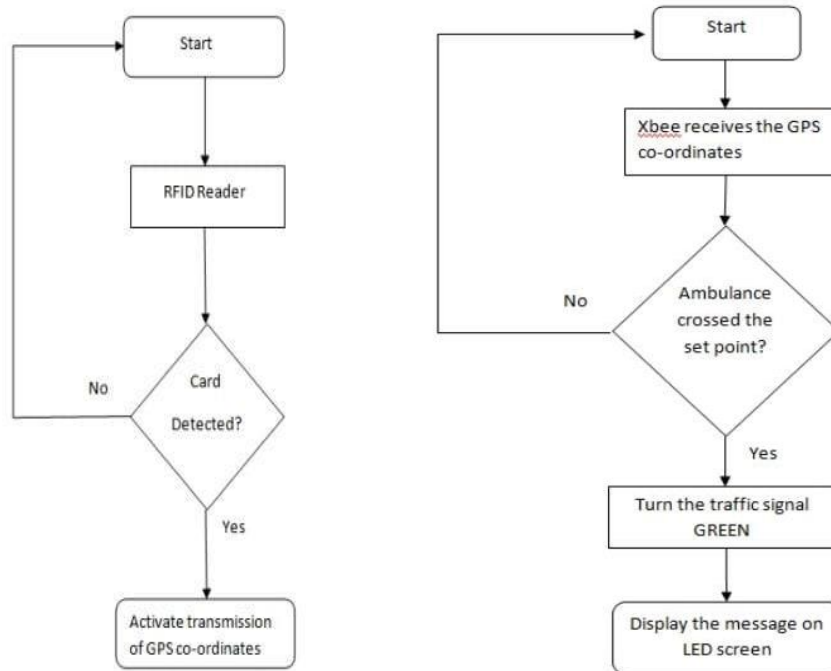 Start
RFID Reader
No
Card
Detected?
Yes
Activate transmission
of GPS co-ordinates
Start
Xbee receives the GPS
co-ordinates
No
Ambulance
crossed the
set point?
Yes
Turn the traffic signal
GREEN
Display the message on
LED screen